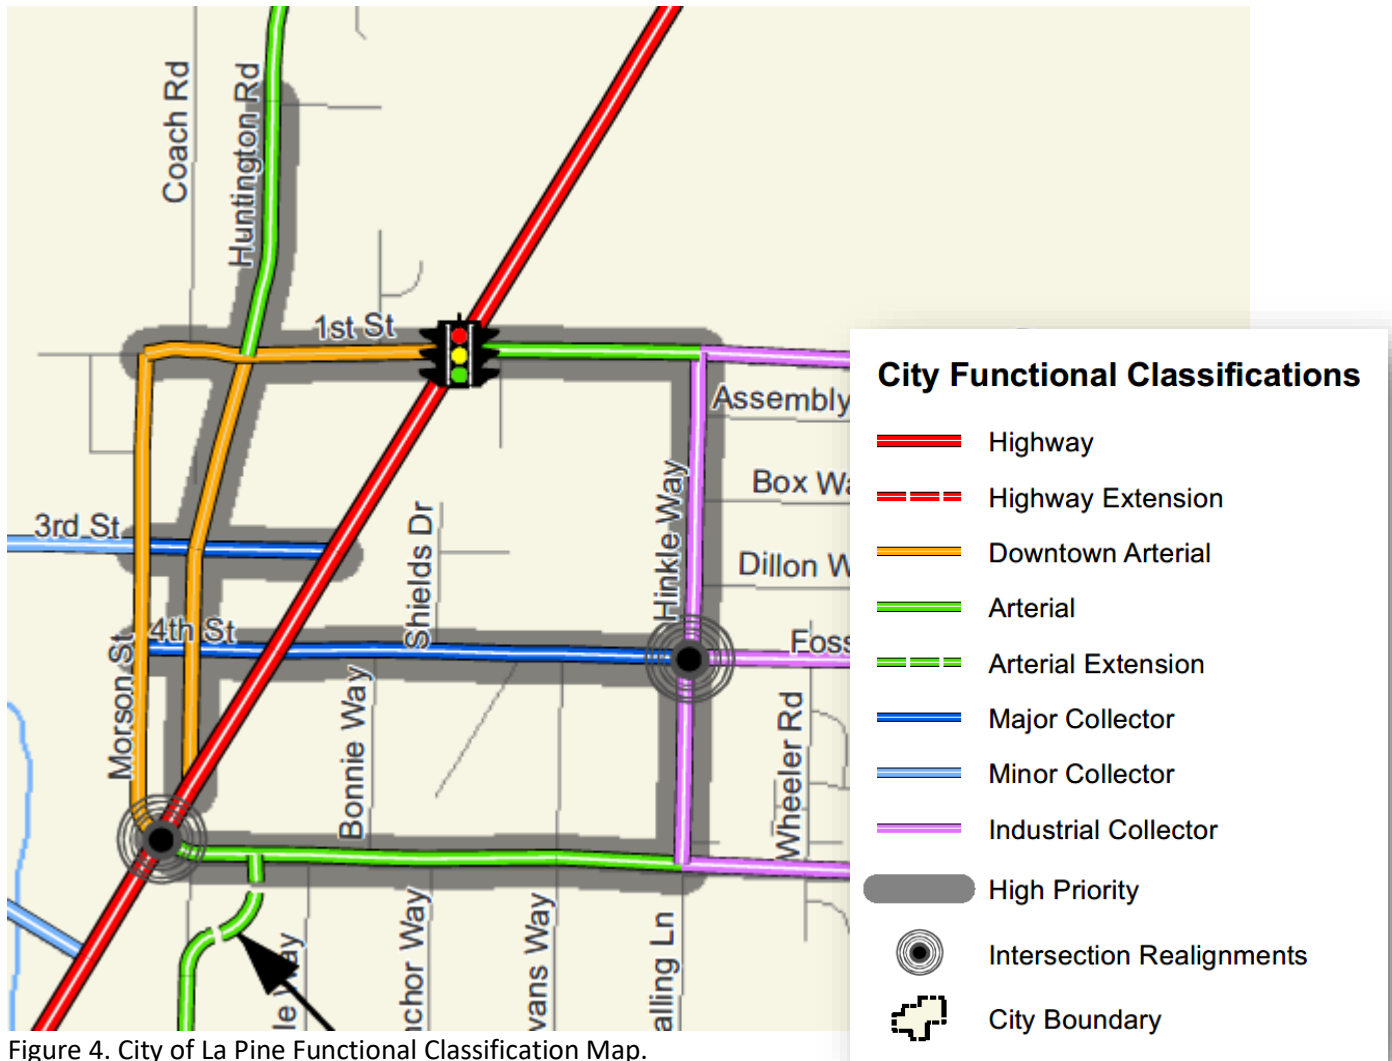 Coach Rd
Huntington Rd
1st St
3rd St
4th St
Morson St
Shields Dr
Bonnie Way
Hinkle Way
Assembly
Box Wa
Dillon W
Foss
Wheeler Rd
le Way
nchor Way
vans Way
alling Ln
City Functional Classifications
Highway
Highway Extension
Downtown Arterial
Arterial
Arterial Extension
Major Collector
Minor Collector
Industrial Collector
High Priority
Intersection Realignments
City Boundary
Figure 4. City of La Pine Functional Classification Map.